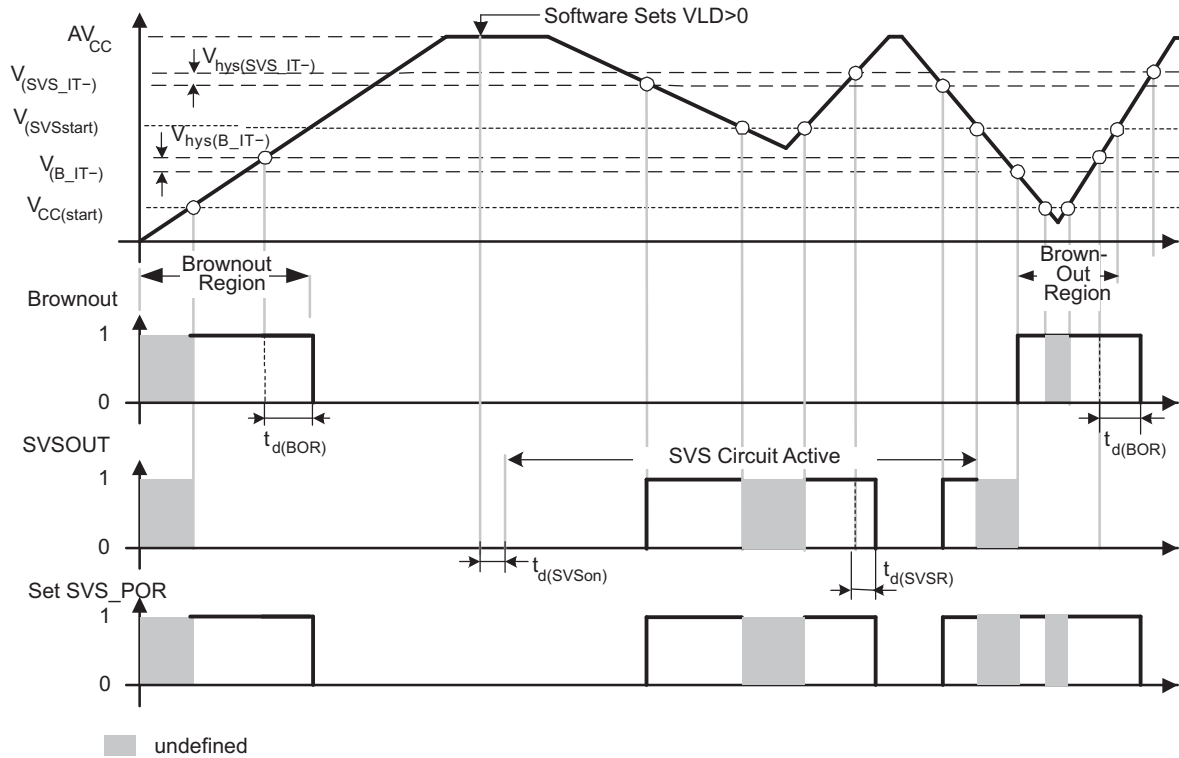 Software Sets VLD>0
AVCC
Vhys(SVS_IT−)
V(SVS_IT−)
V(SVSstart)
Vhys(B_IT−)
V(B_IT−)
VCC(start)
Brownout
Region
Brown-
Out
Region
Brownout
1
0
td(BOR)
td(BOR)
SVSOUT
SVS Circuit Active
1
0
td(SVSon)
td(SVSR)
Set SVS_POR
1
0
undefined